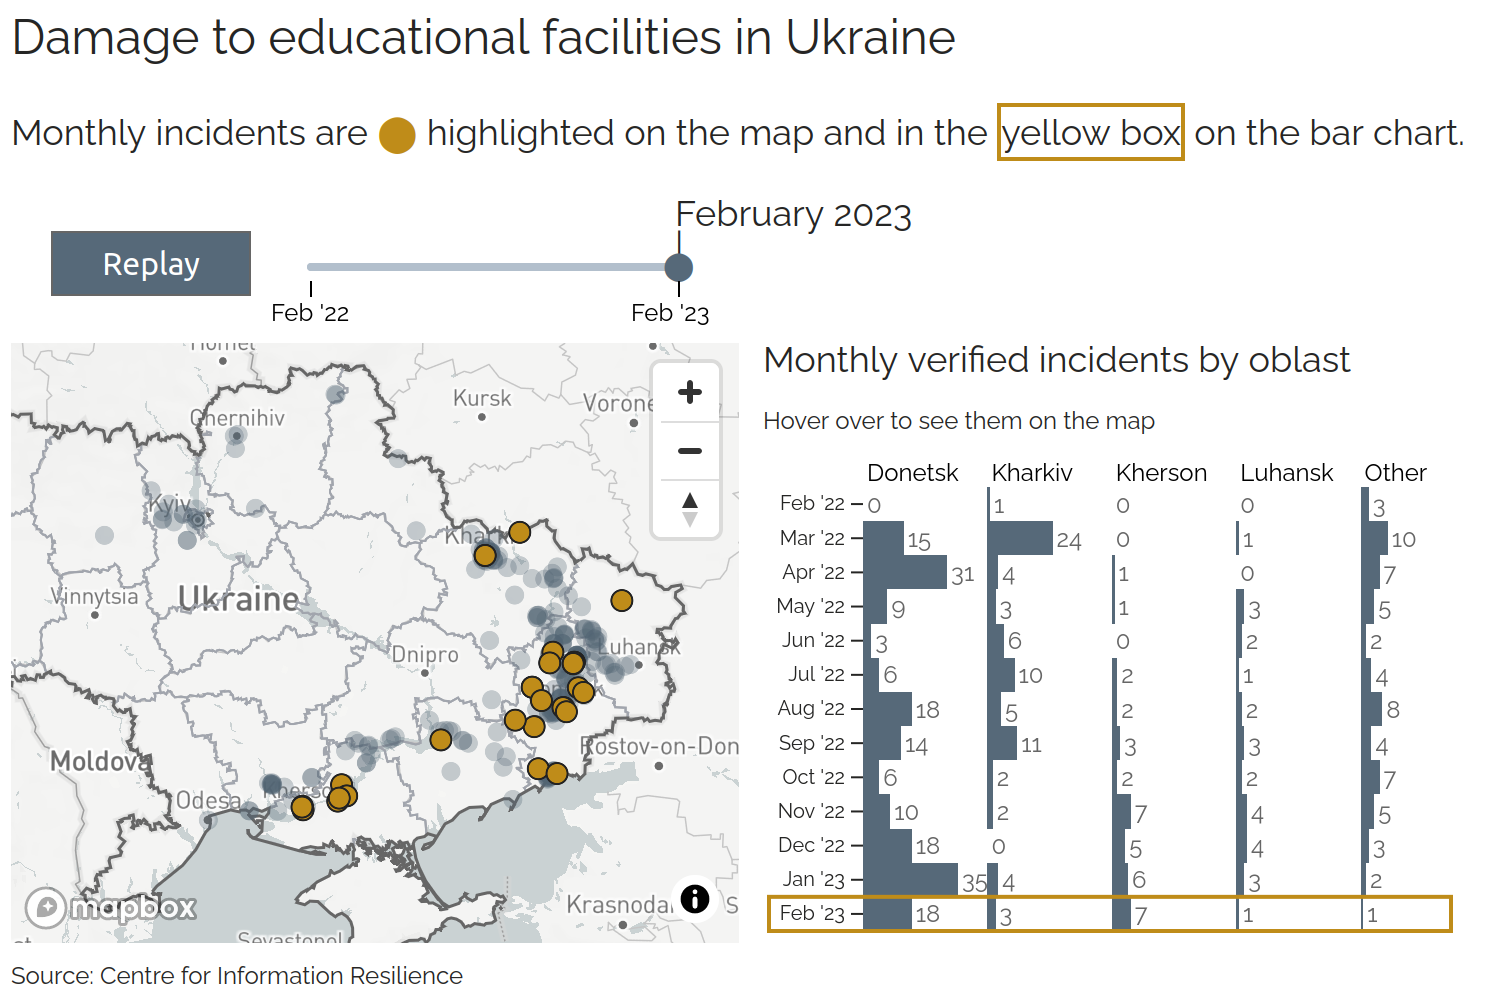 Damage to educational facilities in Ukraine
Monthly incidents are highlighted on the map and in the yellow box on the bar chart.
February 2023
Replay
Feb '22 Feb '23
Monthly verified incidents by oblast
Hover over to see them on the map
Donetsk Kharkiv Kherson Luhansk Other
Feb '22 0 1 0 0 3
Mar '22 15 24 0 1 10
Apr '22 31 4 1 0 7
May '22 9 3 1 3 5
Jun '22 3 6 0 2 2
Jul '22 6 10 2 1 4
Aug '22 18 5 2 2 8
Sep '22 14 11 3 3 4
Oct '22 6 2 2 2 7
Nov '22 10 2 7 4 5
Dec '22 18 0 5 4 3
Jan '23 35 4 6 3 2
Feb '23 18 3 7 1 1
Homel
Kursk
Vorone
Chernihiv
Kyiv
Kharki
Vinnytsia
Ukraine
Dnipro
Luhansk
Moldova
Rostov-on-Don
Odesa
Kherso
Krasnoda
S
mapbox
Sevastopol
Source: Centre for Information Resilience